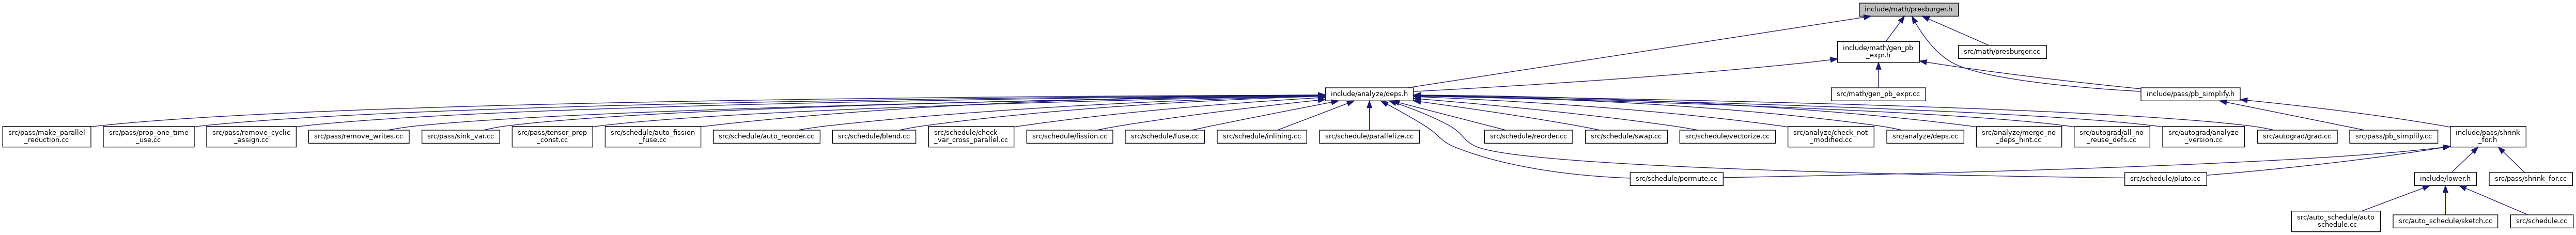 include/math/presburger.h
include/math/gen_pb
_expr.h
src/math/presburger.cc
include/analyze/deps.h
src/math/gen_pb_expr.cc
include/pass/pb_simplify.h
src/pass/make_parallel
_reduction.cc
src/pass/prop_one_time
_use.cc
src/pass/remove_cyclic
_assign.cc
src/pass/remove_writes.cc
src/pass/sink_var.cc
src/pass/tensor_prop
_const.cc
src/schedule/auto_fission
_fuse.cc
src/schedule/auto_reorder.cc
src/schedule/blend.cc
src/schedule/check
_var_cross_parallel.cc
src/schedule/fission.cc
src/schedule/fuse.cc
src/schedule/inlining.cc
src/schedule/parallelize.cc
src/schedule/reorder.cc
src/schedule/swap.cc
src/schedule/vectorize.cc
src/analyze/check_not
_modified.cc
src/analyze/deps.cc
src/analyze/merge_no
_deps_hint.cc
src/autograd/all_no
_reuse_defs.cc
src/autograd/analyze
_version.cc
src/autograd/grad.cc
src/pass/pb_simplify.cc
include/pass/shrink
_for.h
src/schedule/permute.cc
src/schedule/pluto.cc
include/lower.h
src/pass/shrink_for.cc
src/auto_schedule/auto
_schedule.cc
src/auto_schedule/sketch.cc
src/schedule.cc